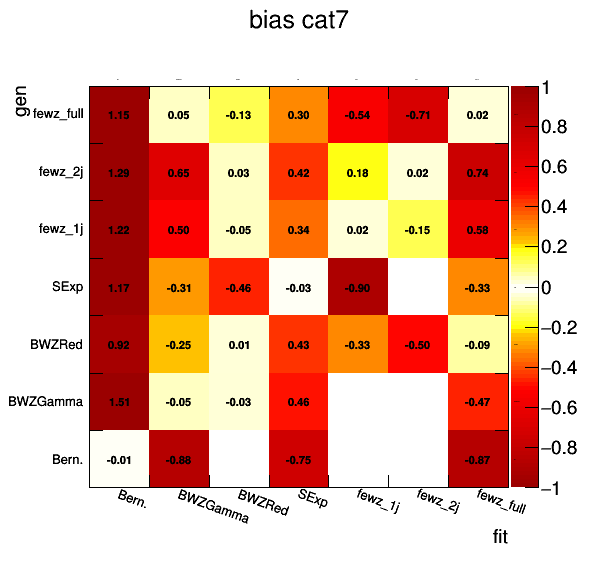 bias cat7
gen
fewz_full 1.15 0.05 -0.13 0.30 -0.54 -0.71 0.02
fewz_2j 1.29 0.65 0.03 0.42 0.18 0.02 0.74
fewz_1j 1.22 0.50 -0.05 0.34 0.02 -0.15 0.58
SExp 1.17 -0.31 -0.46 -0.03 -0.90 -0.33
BWZRed 0.92 -0.25 0.01 0.43 -0.33 -0.50 -0.09
BWZGamma 1.51 -0.05 -0.03 0.46 -0.47
Bern. -0.01 -0.86 -0.75 -0.87
Bern. BWZGamma BWZRed SExp fewz_1j fewz_2j fewz_full
fit
1
0.8
0.6
0.4
0.2
0
−0.2
−0.4
−0.6
−0.8
−1